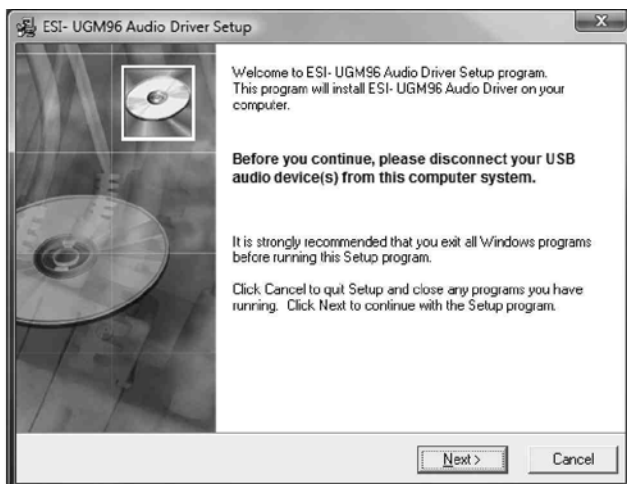 ESI- UGM96 Audio Driver Setup
Welcome to ESI- UGM96 Audio Driver Setup program.
This program will install ESI- UGM96 Audio Driver on your
computer.
Before you continue, please disconnect your USB
audio device(s) from this computer system.
It is strongly recommended that you exit all Windows programs
before running this Setup program.
Click Cancel to quit Setup and close any programs you have
running. Click Next to continue with the Setup program.
Next >
Cancel